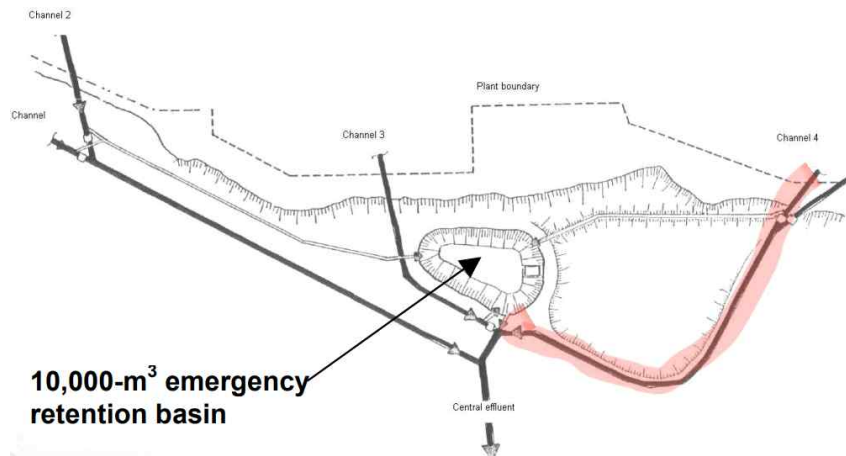 Channel 2
Plant boundary
Channel
Channel 3
Channel 4
10,000-m³ emergency
retention basin
Central effluent